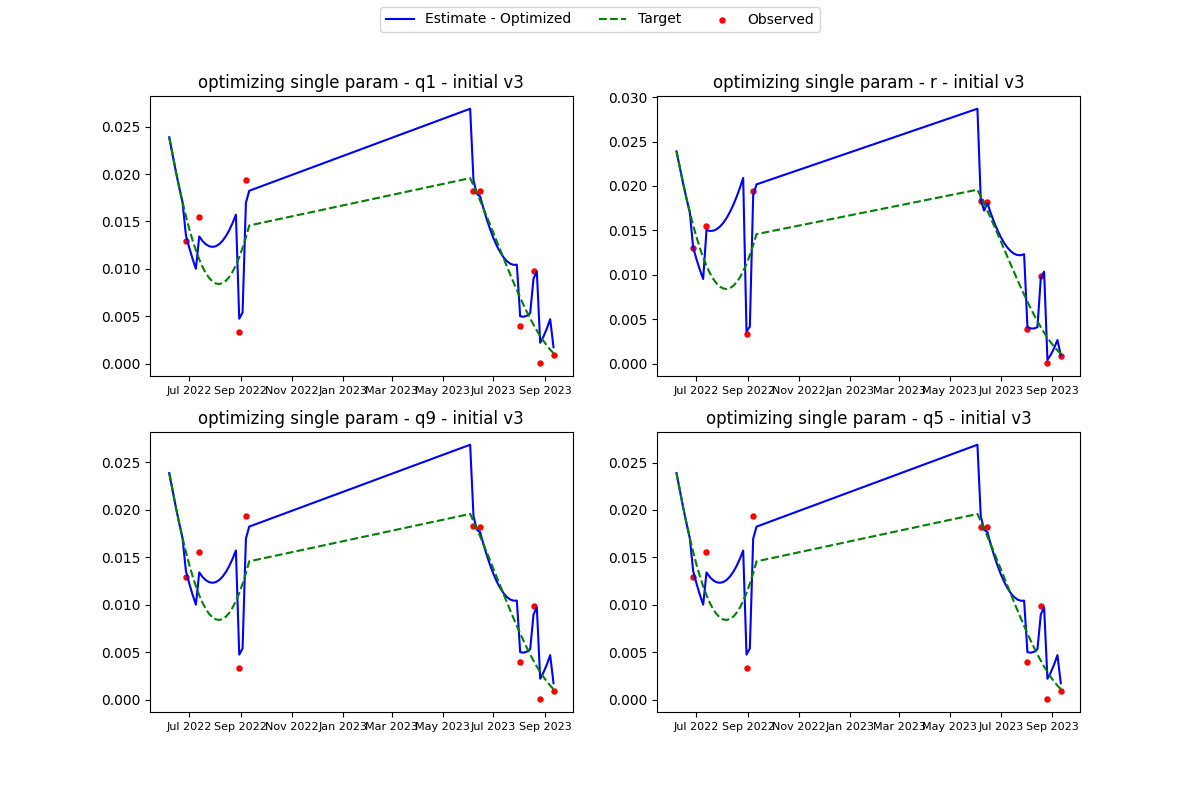 Estimate - Optimized Target Observed
optimizing single param - q1 - initial v3
0.025
0.020
0.015
0.010
0.005
0.000
Jul 2022 Sep 2022 Nov 2022 Jan 2023 Mar 2023 May 2023 Jul 2023 Sep 2023
optimizing single param - r - initial v3
0.030
0.025
0.020
0.015
0.010
0.005
0.000
Jul 2022 Sep 2022 Nov 2022 Jan 2023 Mar 2023 May 2023 Jul 2023 Sep 2023
optimizing single param - q9 - initial v3
0.025
0.020
0.015
0.010
0.005
0.000
Jul 2022 Sep 2022 Nov 2022 Jan 2023 Mar 2023 May 2023 Jul 2023 Sep 2023
optimizing single param - q5 - initial v3
0.025
0.020
0.015
0.010
0.005
0.000
Jul 2022 Sep 2022 Nov 2022 Jan 2023 Mar 2023 May 2023 Jul 2023 Sep 2023